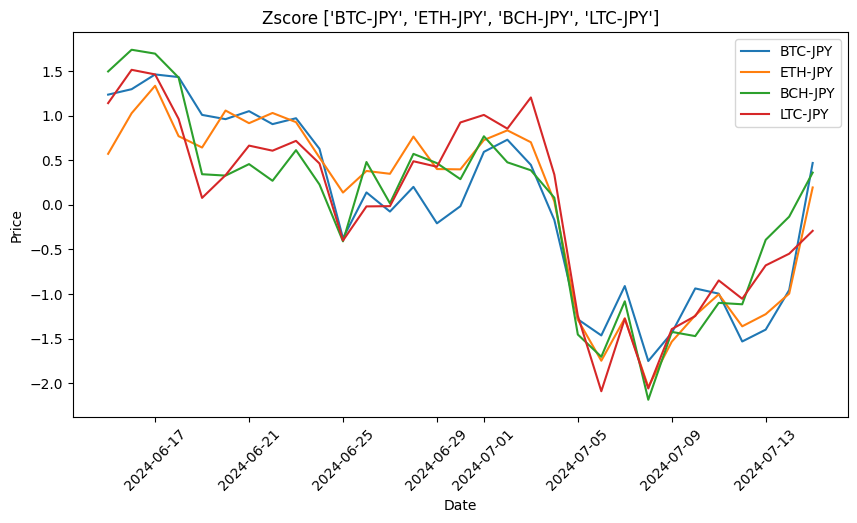 Zscore ['BTC-JPY', 'ETH-JPY', 'BCH-JPY', 'LTC-JPY']
BTC-JPY
ETH-JPY
BCH-JPY
LTC-JPY
Price
1.5
1.0
0.5
0.0
−0.5
−1.0
−1.5
−2.0
2024-06-17
2024-06-21
2024-06-25
2024-06-29
2024-07-01
2024-07-05
2024-07-09
2024-07-13
Date